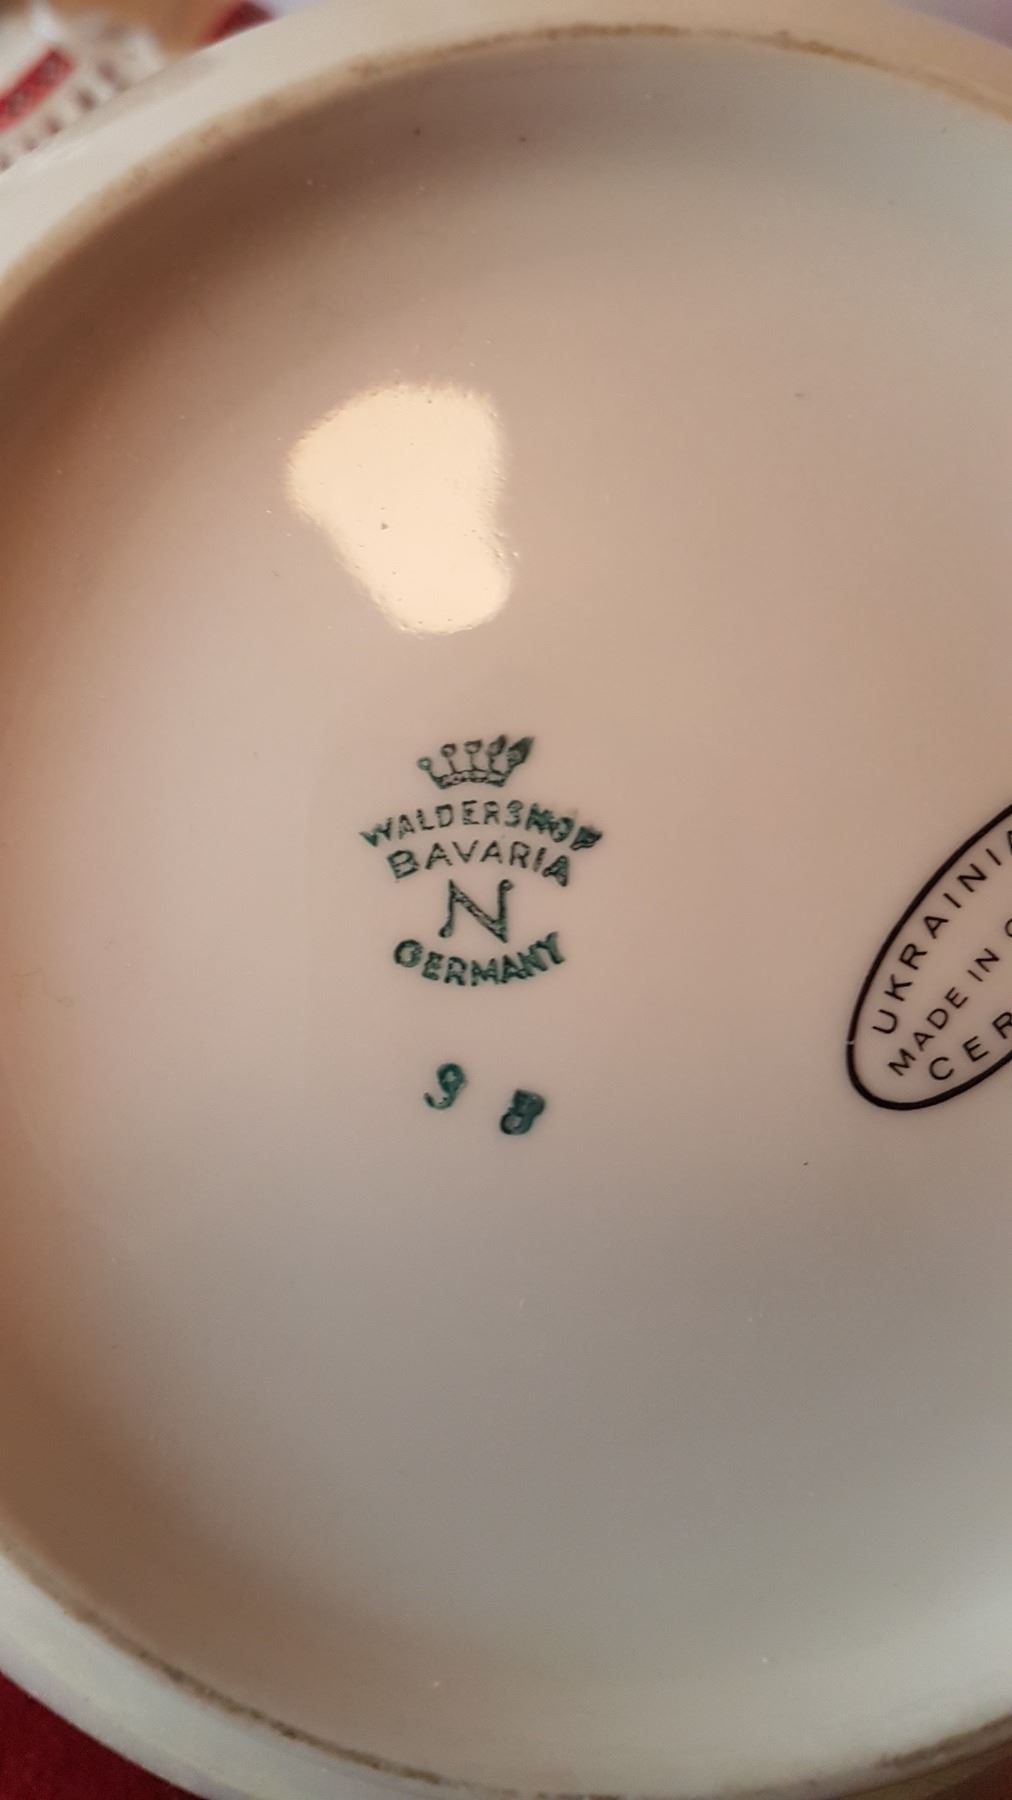 WALDERSHOF
BAVARIA
N
GERMANY
9 8
UKRAINIA
MADE IN
CER